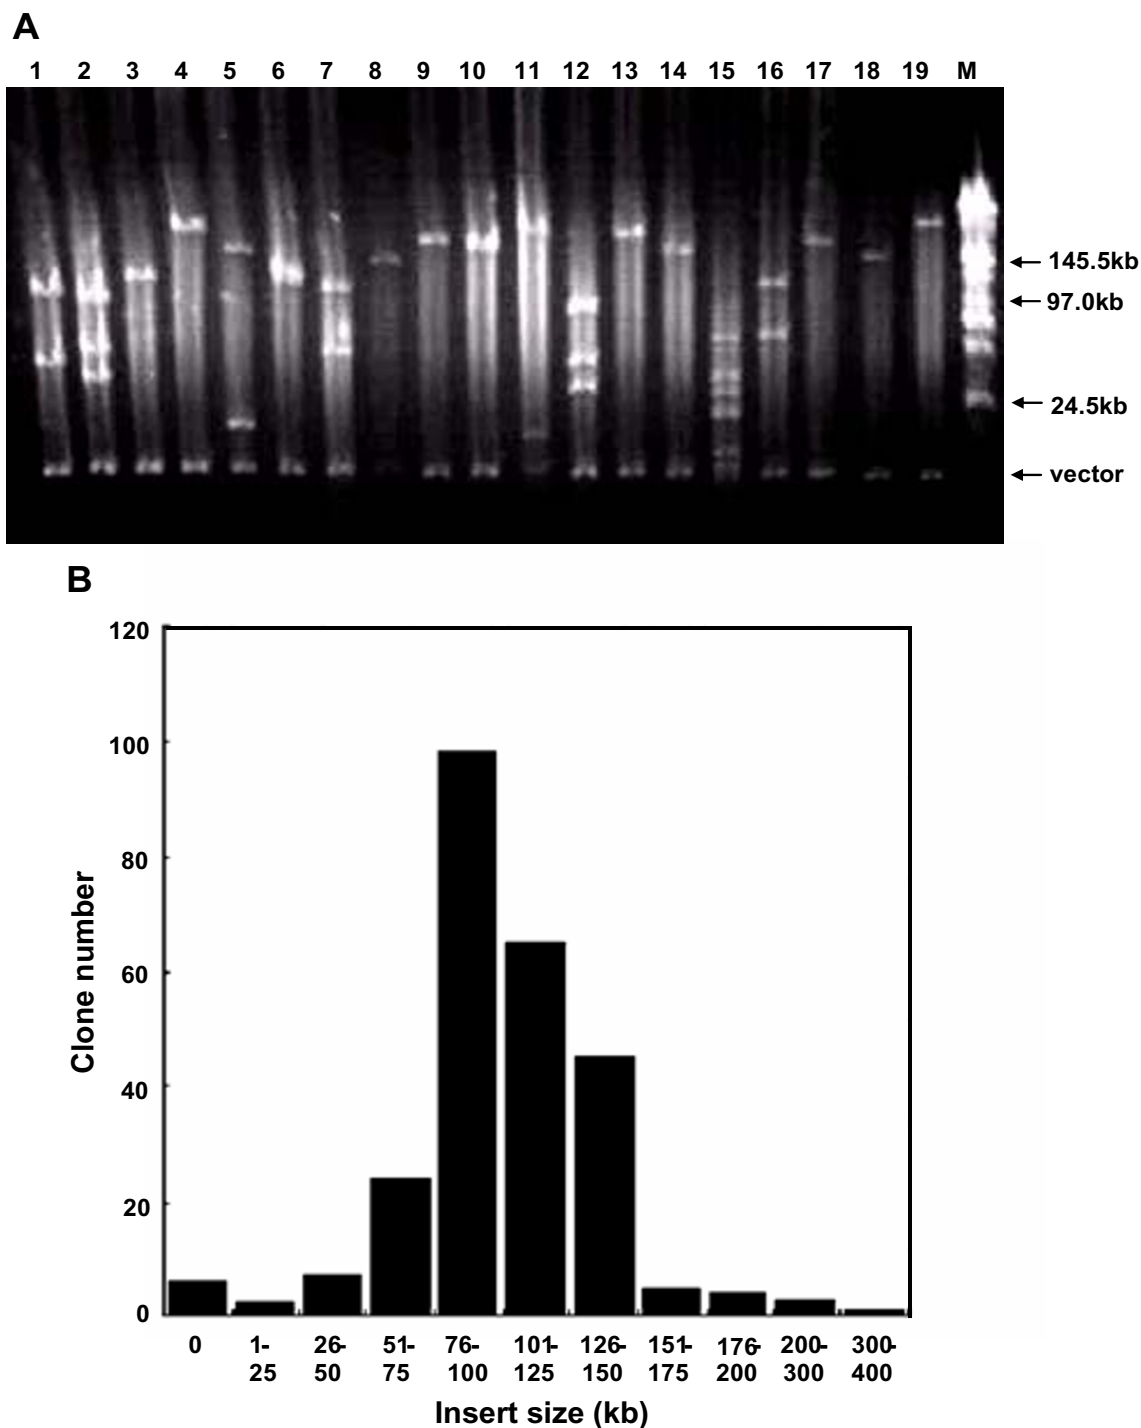 A
1 2 3 4 5 6 7 8 9 10 11 12 13 14 15 16 17 18 19 M
145.5kb
97.0kb
24.5kb
vector
B
120
100
80
60
40
20
0
Clone number
0 1- 26- 51- 76- 101- 126- 151- 176- 200- 300-
25 50 75 100 125 150 175 200 300 400
Insert size (kb)